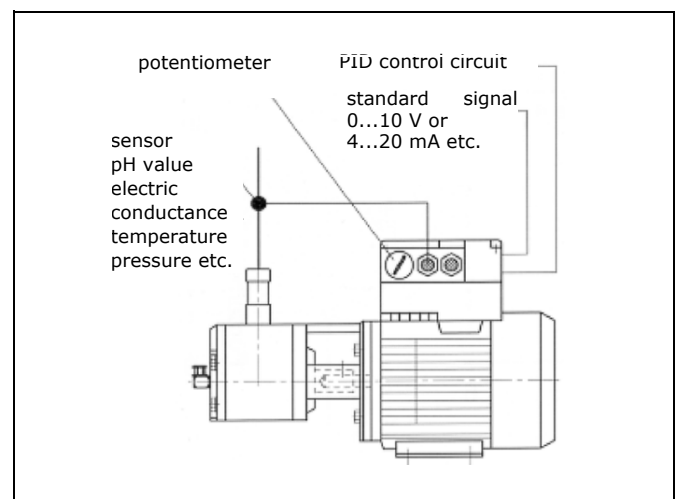 potentiometer
PID control circuit
standard signal
0...10 V or
4...20 mA etc.
sensor
pH value
electric
conductance
temperature
pressure etc.